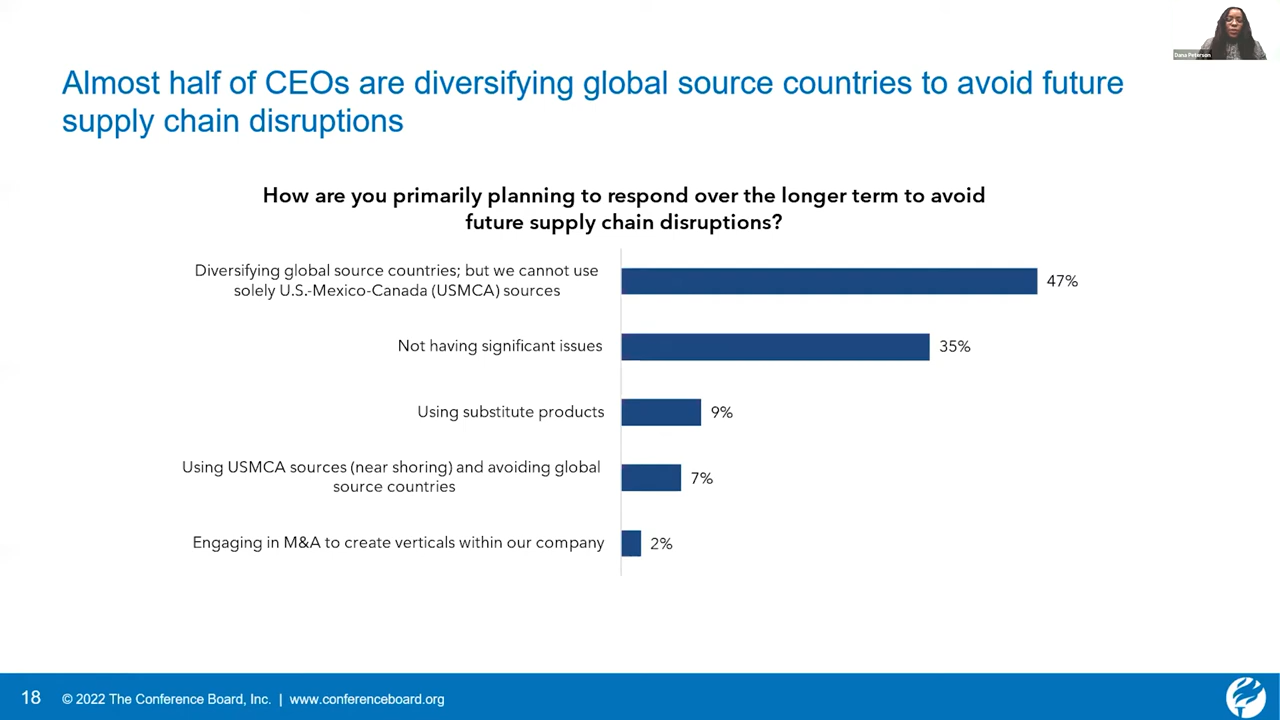 Dana Peterson
Almost half of CEOs are diversifying global source countries to avoid future
supply chain disruptions
How are you primarily planning to respond over the longer term to avoid
future supply chain disruptions?
Diversifying global source countries; but we cannot use
solely U.S.-Mexico-Canada (USMCA) sources
47%
Not having significant issues
35%
Using substitute products
9%
Using USMCA sources (near shoring) and avoiding global
source countries
7%
Engaging in M&A to create verticals within our company
2%
18
© 2022 The Conference Board, Inc. | www.conferenceboard.org